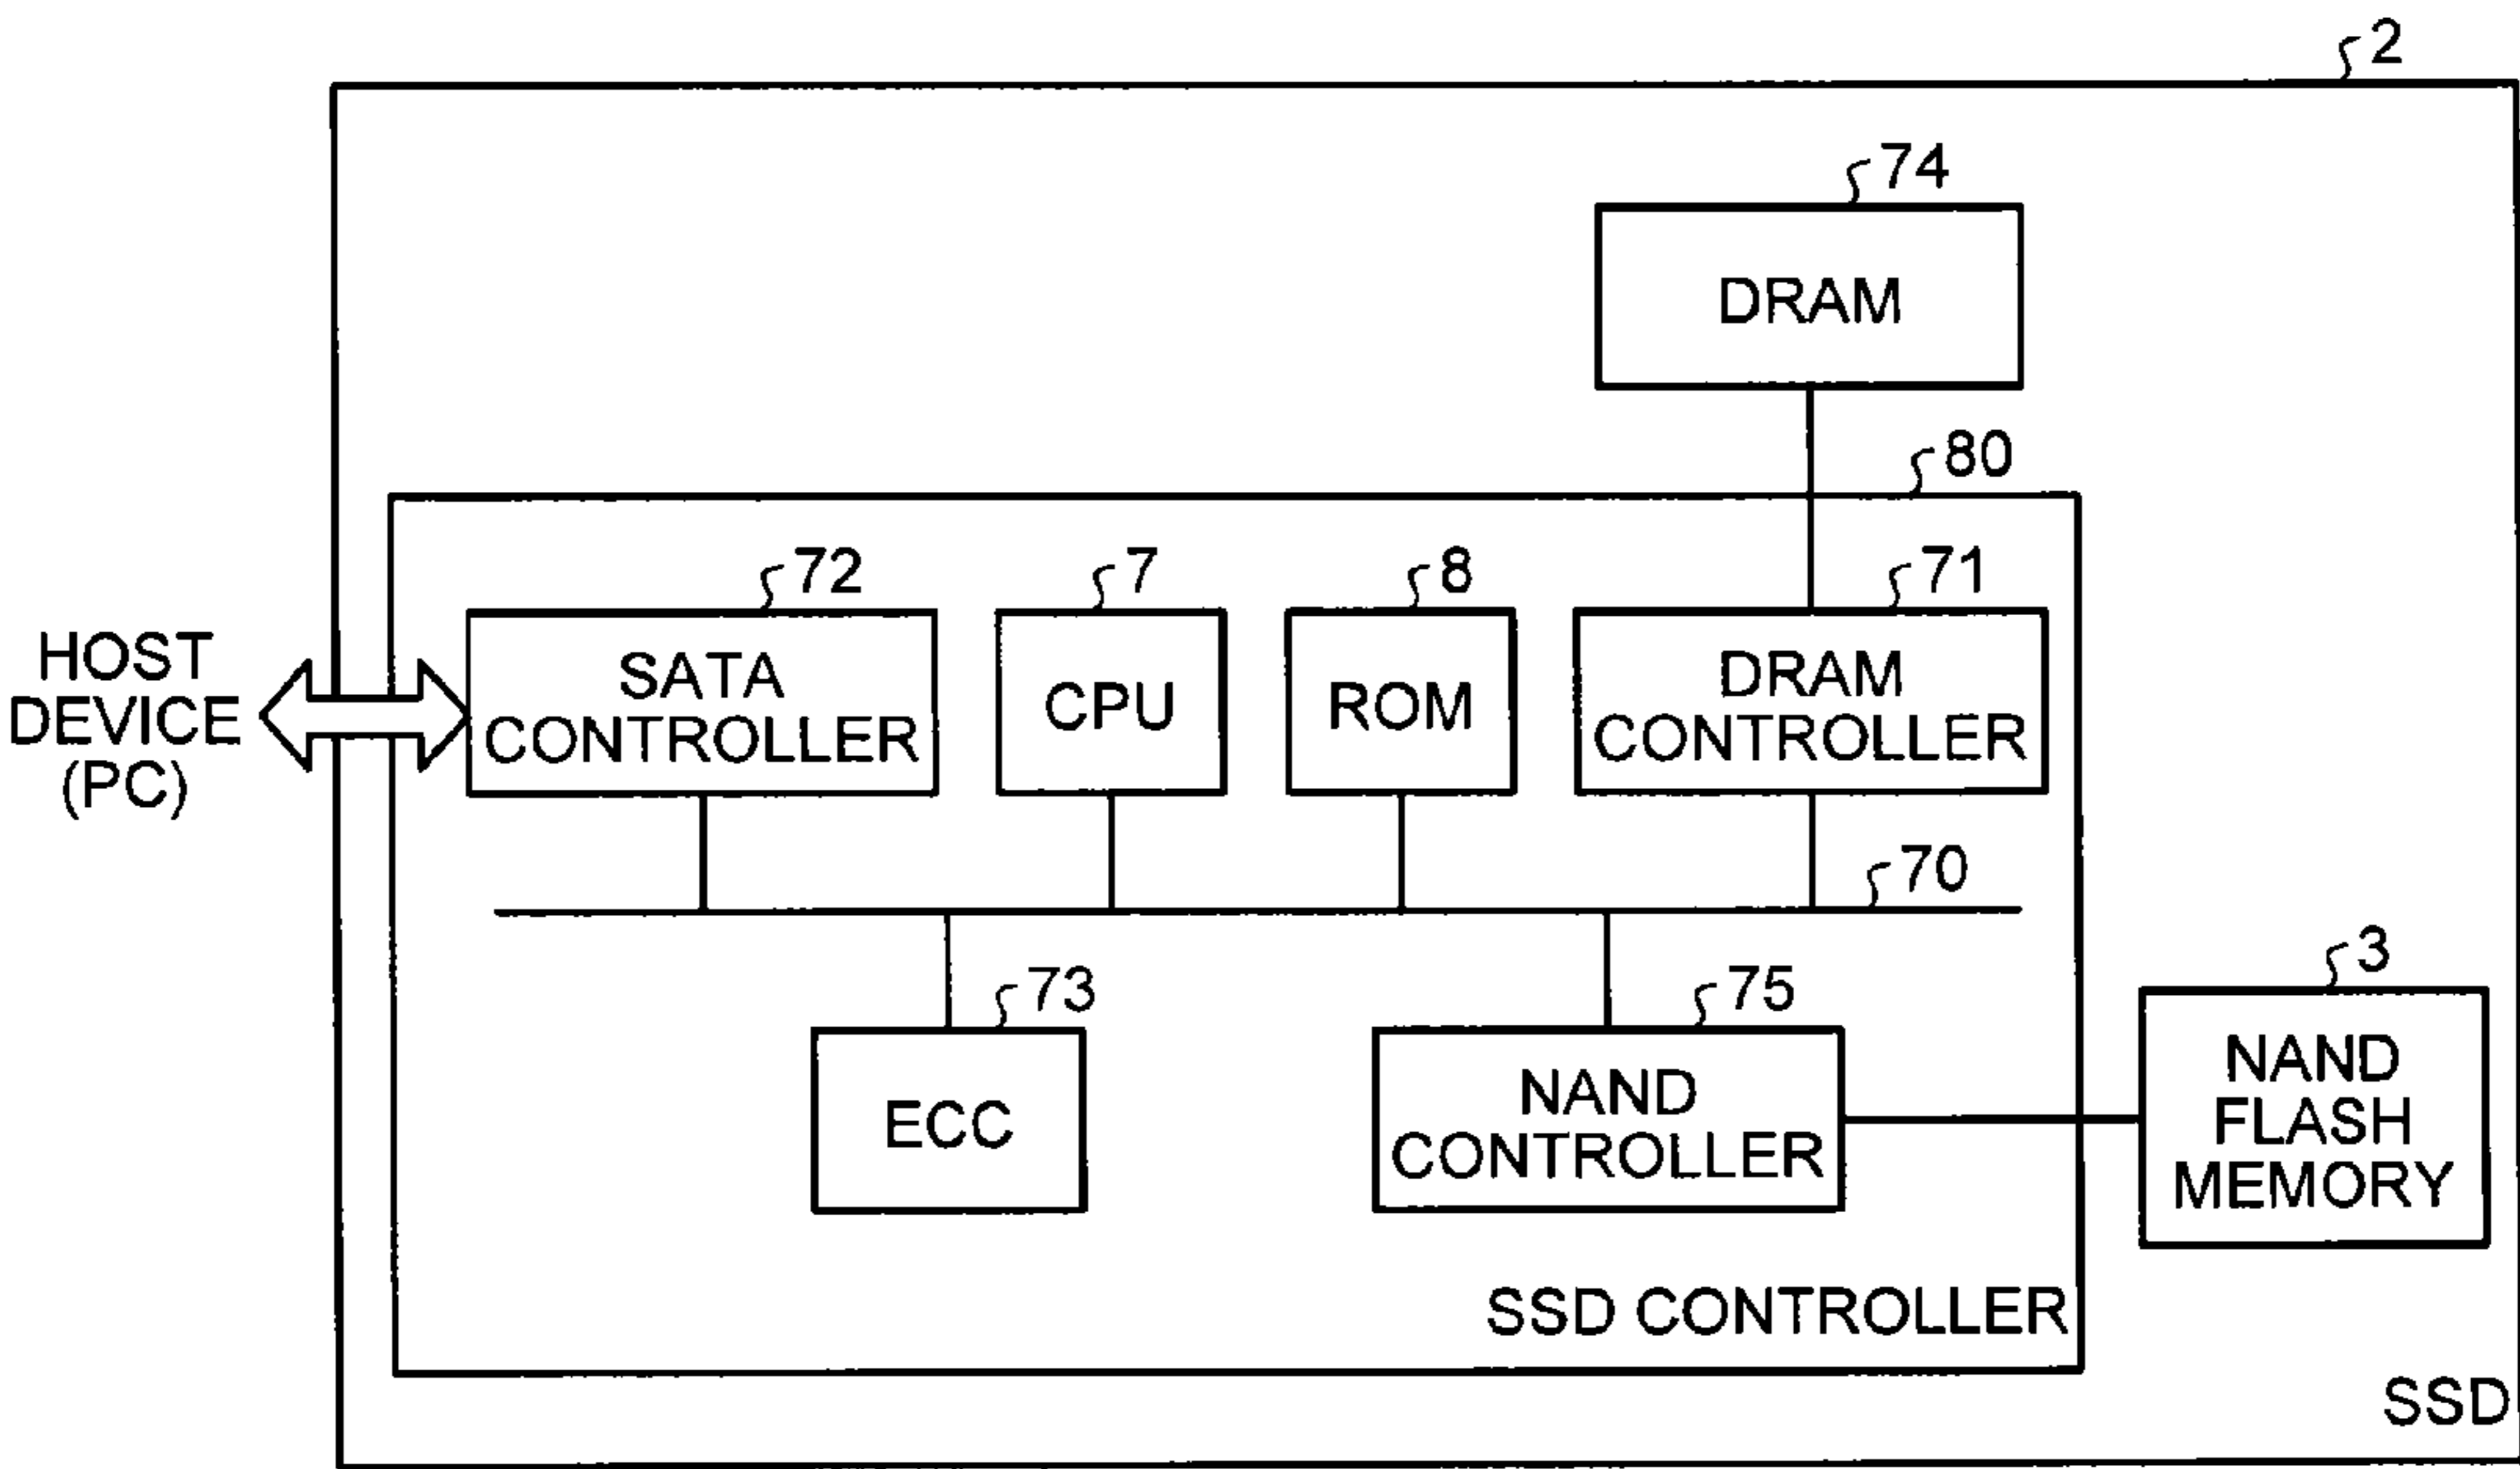 2
74
DRAM
80
72
7
8
71
HOST
DEVICE
(PC)
SATA
CONTROLLER
CPU
ROM
DRAM
CONTROLLER
70
73
75
3
ECC
NAND
CONTROLLER
NAND
FLASH
MEMORY
SSD CONTROLLER
SSD